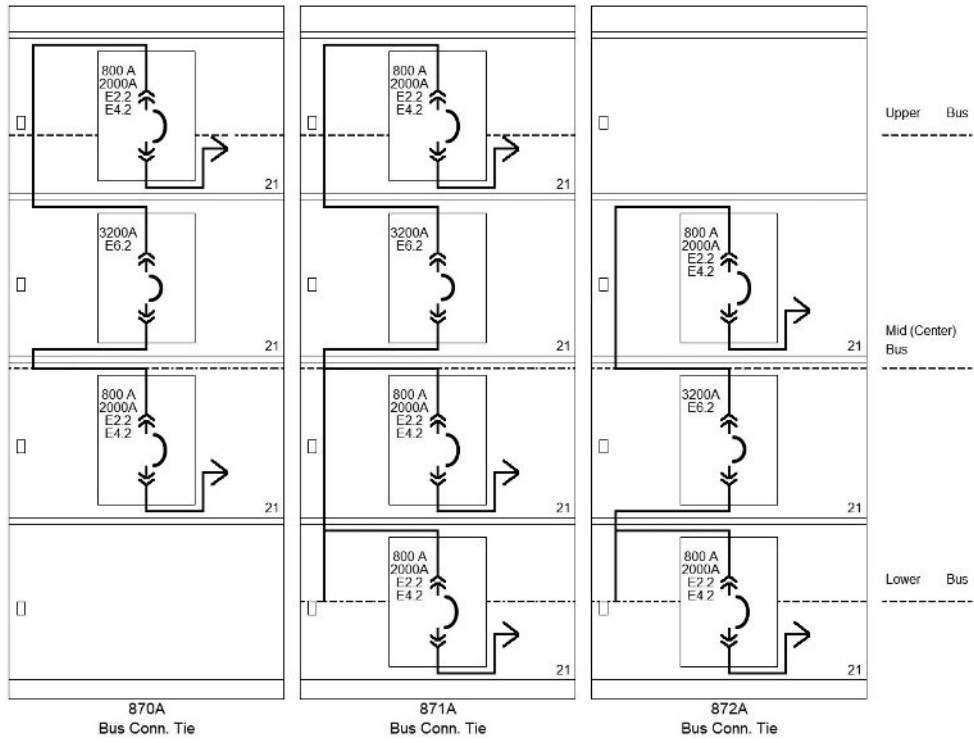 800 A
2000A
E2.2
E4.2
21
3200A
E6.2
21
800 A
2000A
E2.2
E4.2
21
870A
Bus Conn. Tie
800 A
2000A
E2.2
E4.2
21
3200A
E6.2
21
800 A
2000A
E2.2
E4.2
21
800 A
2000A
E2.2
E4.2
21
871A
Bus Conn. Tie
800 A
2000A
E2.2
E4.2
21
3200A
E6.2
21
800 A
2000A
E2.2
E4.2
21
872A
Bus Conn. Tie
Upper Bus
Mid (Center)
Bus
Lower Bus